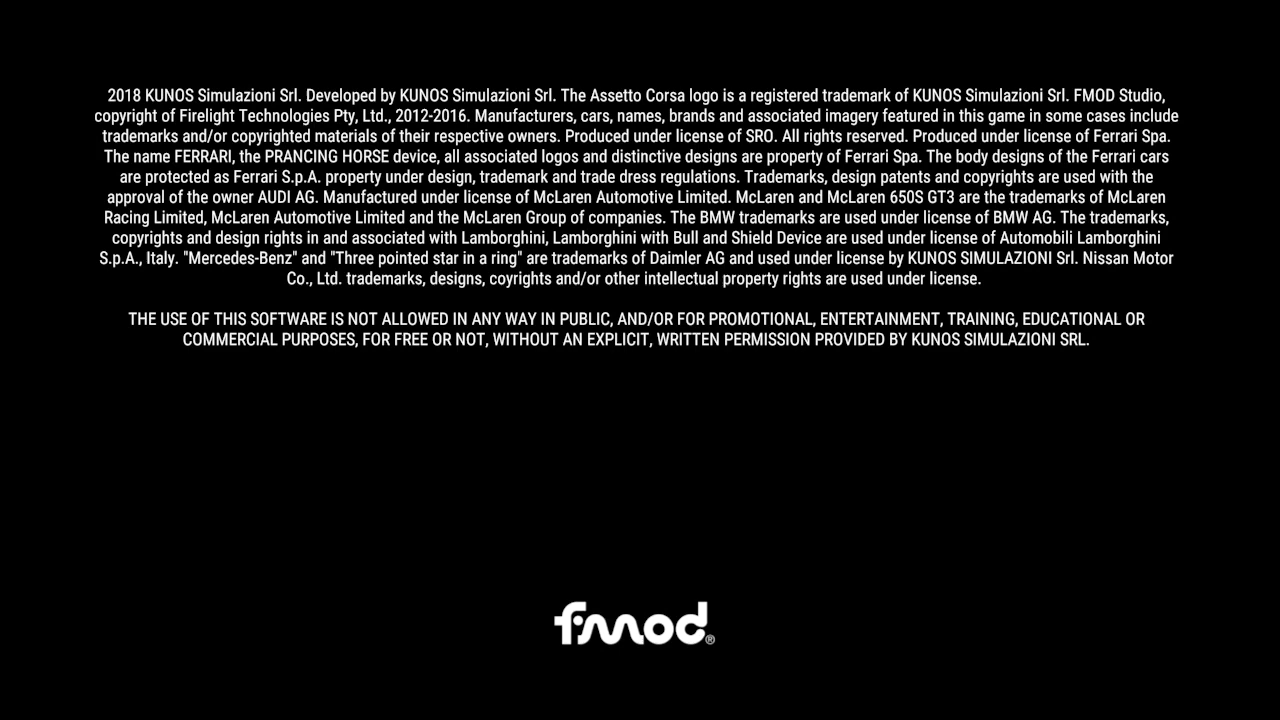 2018 KUNOS Simulazioni Srl. Developed by KUNOS Simulazioni Srl. The Assetto Corsa logo is a registered trademark of KUNOS Simulazioni Srl. FMOD Studio,
copyright of Firelight Technologies Pty, Ltd., 2012-2016. Manufacturers, cars, names, brands and associated imagery featured in this game in some cases include
trademarks and/or copyrighted materials of their respective owners. Produced under license of SRO. All rights reserved. Produced under license of Ferrari Spa.
The name FERRARI, the PRANCING HORSE device, all associated logos and distinctive designs are property of Ferrari Spa. The body designs of the Ferrari cars
are protected as Ferrari S.p.A. property under design, trademark and trade dress regulations. Trademarks, design patents and copyrights are used with the
approval of the owner AUDI AG. Manufactured under license of McLaren Automotive Limited. McLaren and McLaren 650S GT3 are the trademarks of McLaren
Racing Limited, McLaren Automotive Limited and the McLaren Group of companies. The BMW trademarks are used under license of BMW AG. The trademarks,
copyrights and design rights in and associated with Lamborghini, Lamborghini with Bull and Shield Device are used under license of Automobili Lamborghini
S.p.A., Italy. "Mercedes-Benz" and "Three pointed star in a ring" are trademarks of Daimler AG and used under license by KUNOS SIMULAZIONI Srl. Nissan Motor
Co., Ltd. trademarks, designs, coyrights and/or other intellectual property rights are used under license.
THE USE OF THIS SOFTWARE IS NOT ALLOWED IN ANY WAY IN PUBLIC, AND/OR FOR PROMOTIONAL, ENTERTAINMENT, TRAINING, EDUCATIONAL OR
COMMERCIAL PURPOSES, FOR FREE OR NOT, WITHOUT AN EXPLICIT, WRITTEN PERMISSION PROVIDED BY KUNOS SIMULAZIONI SRL.
fmod®